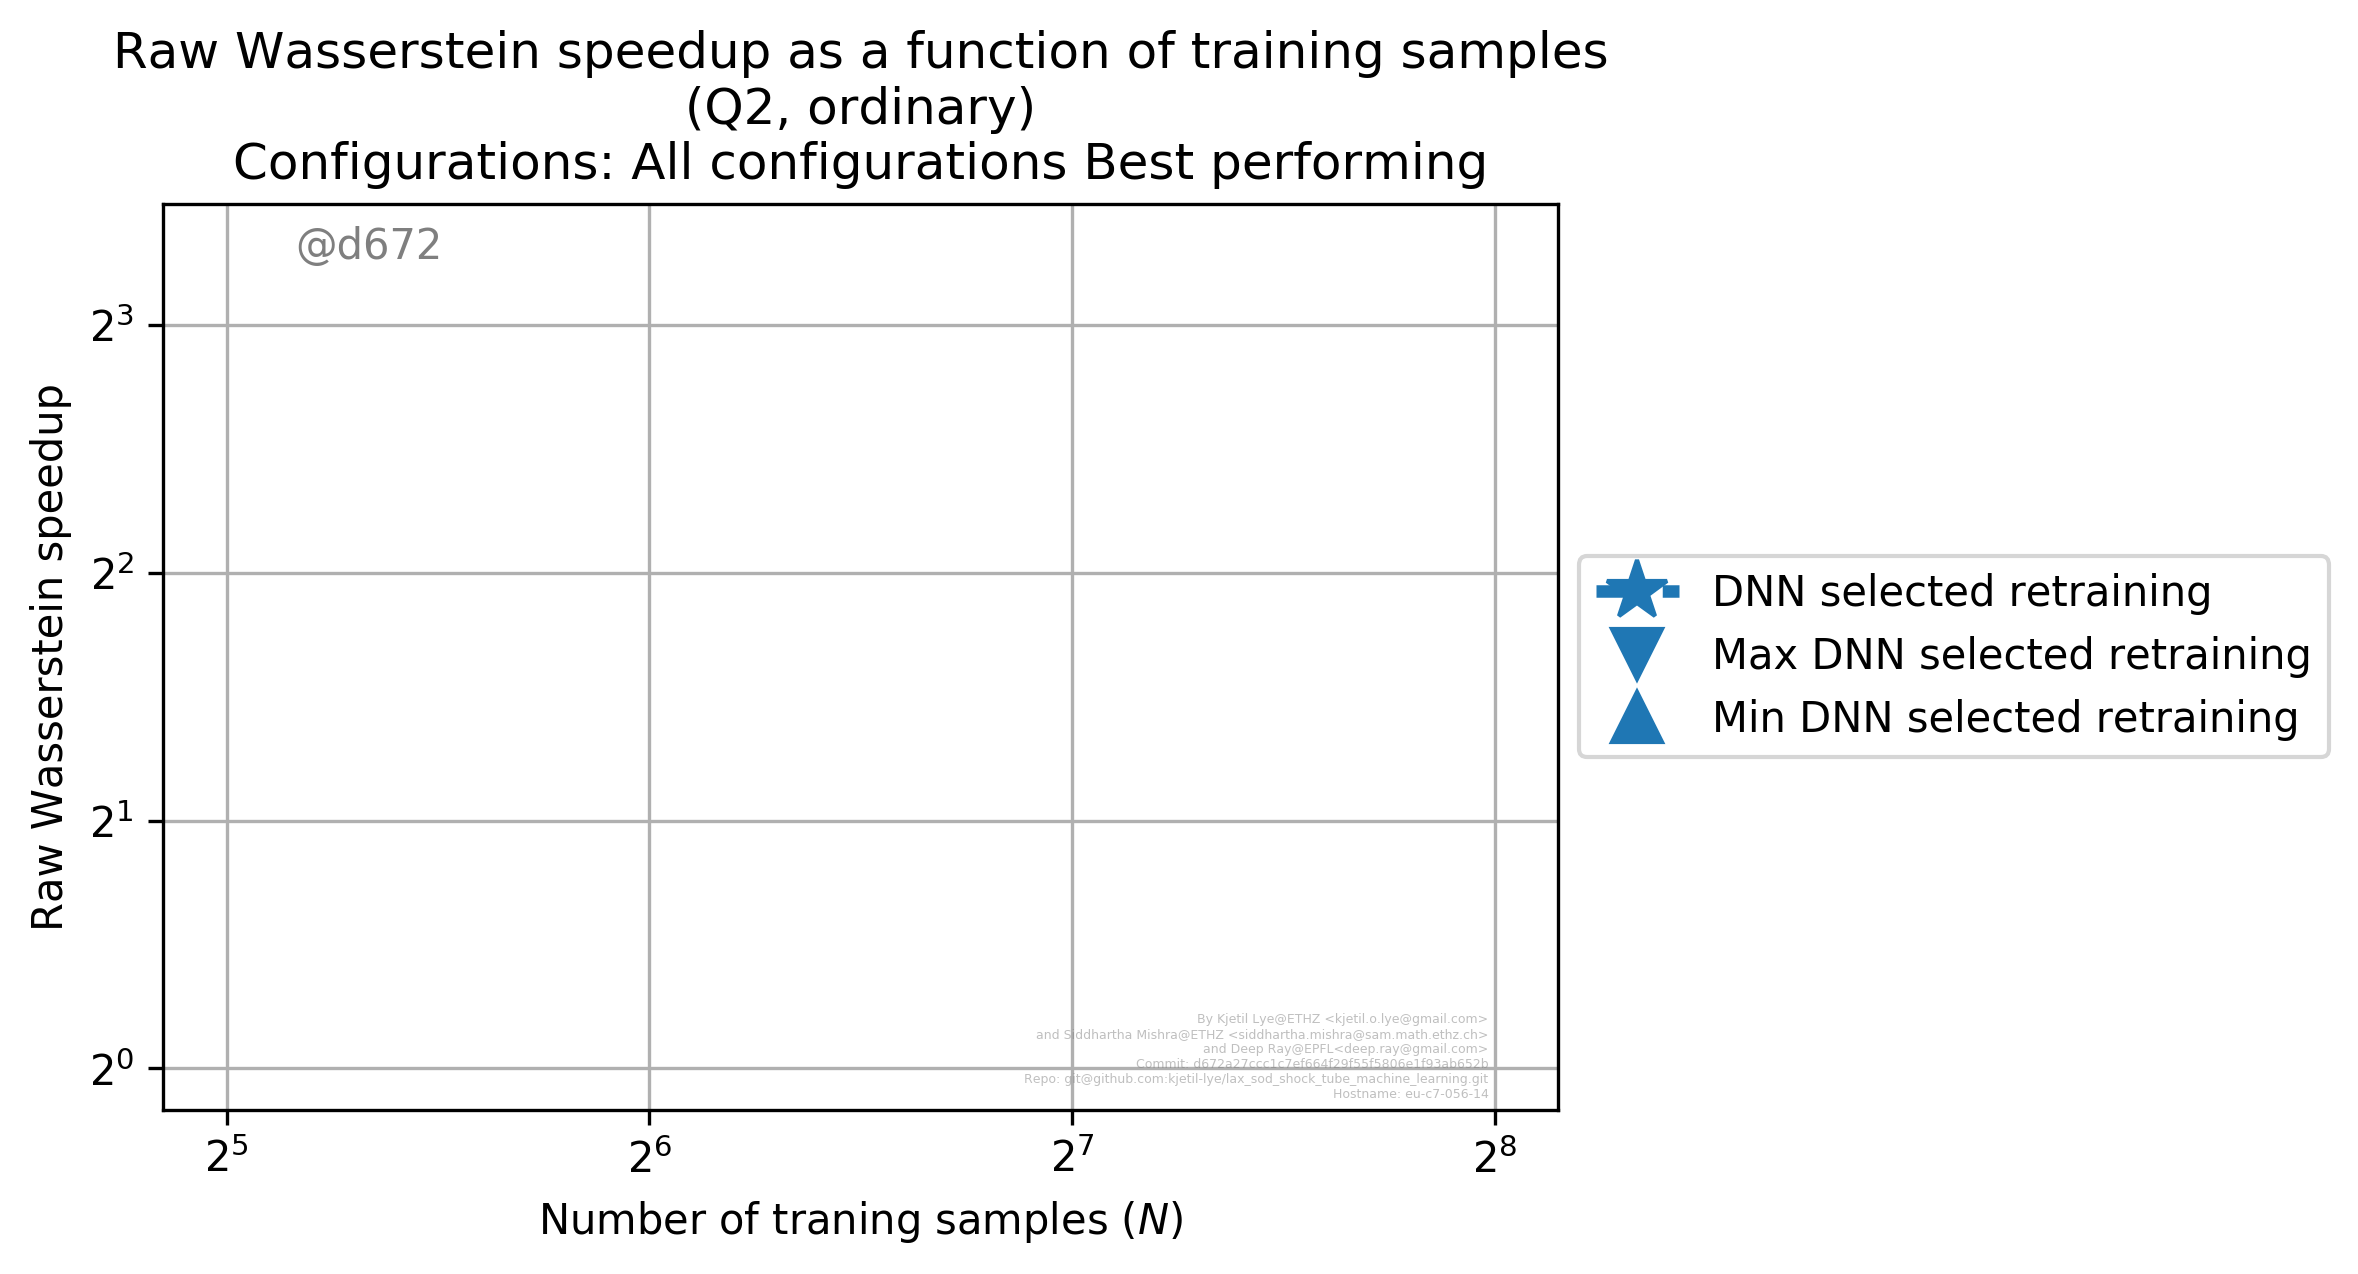 Raw Wasserstein speedup as a function of training samples
(Q2, ordinary)
Configurations: All configurations Best performing
@d672
2^3
2^2
2^1
2^0
Raw Wasserstein speedup
By Kjetil Lye@ETHZ <kjetil.o.lye@gmail.com>
and Siddhartha Mishra@ETHZ <siddhartha.mishra@sam.math.ethz.ch>
and Deep Ray@EPFL<deep.ray@gmail.com>
Commit: d672a27ccc1c7ef664f29f55f5806e1f93ab652b
Repo: git@github.com:kjetil-lye/lax_sod_shock_tube_machine_learning.git
Hostname: eu-c7-056-14
2^5 2^6 2^7 2^8
Number of traning samples (N)
DNN selected retraining
Max DNN selected retraining
Min DNN selected retraining